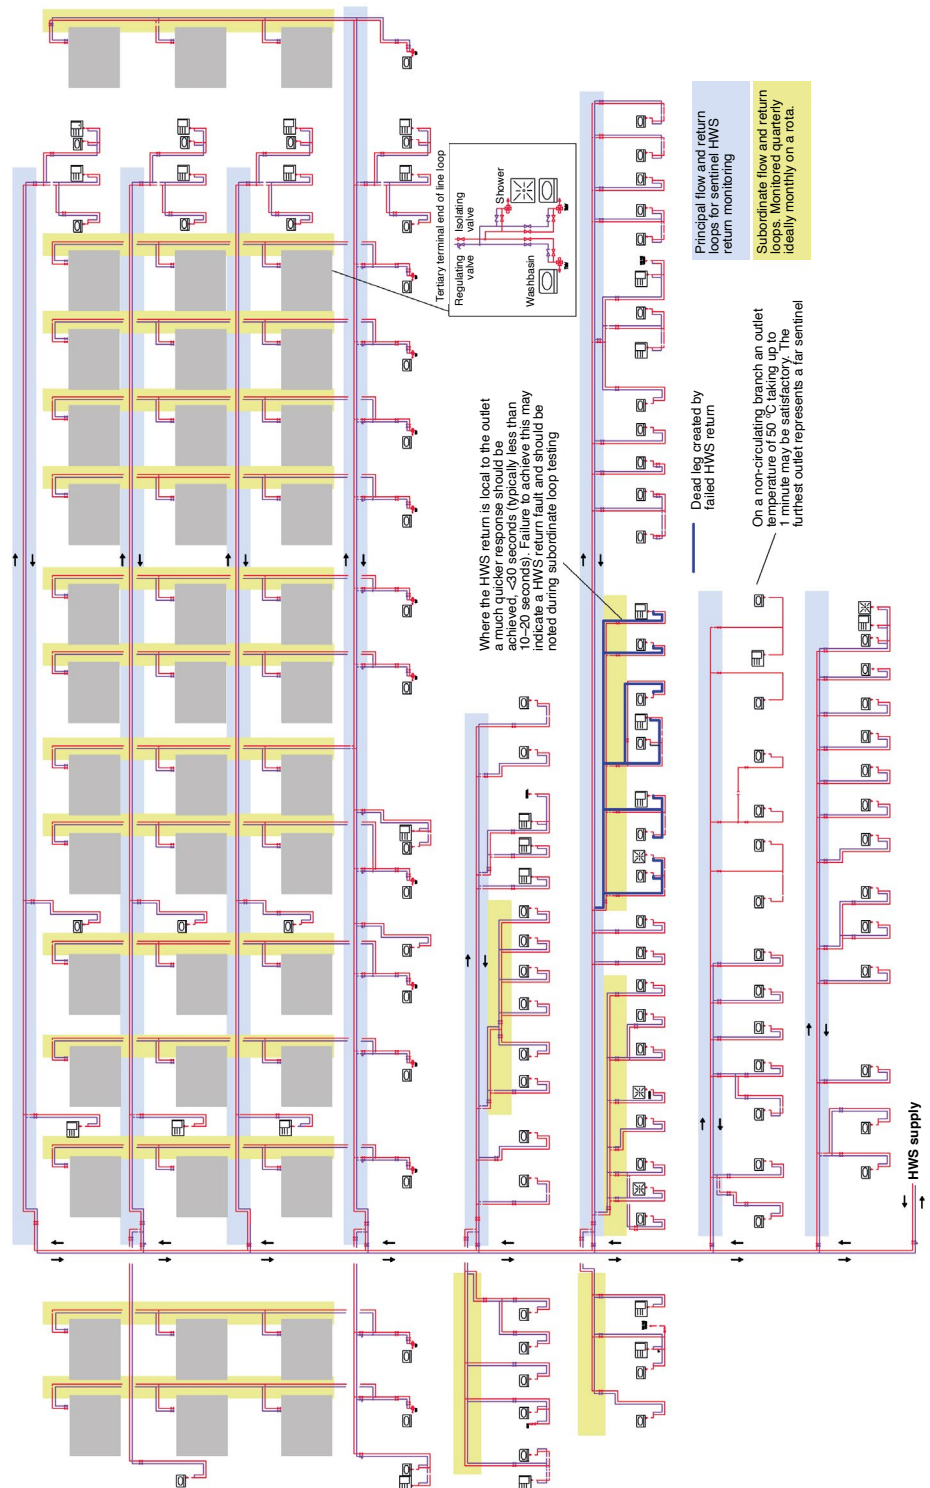 Tertiary terminal end of line loop
Regulating valve
Isolating valve
Shower
Washbasin
Principal flow and return
loops for sentinel HWS
return monitoring
Subordinate flow and return
loops. Monitored quarterly
ideally monthly on a rota.
Where the HWS return is local to the outlet
a much quicker response should be
achieved, <30 seconds (typically less than
10–20 seconds). Failure to achieve this may
indicate a HWS return fault and should be
noted during subordinate loop testing
Dead leg created by
failed HWS return
On a non-circulating branch an outlet
temperature of 50 °C taking up to
1 minute may be satisfactory. The
furthest outlet represents a far sentinel
HWS supply